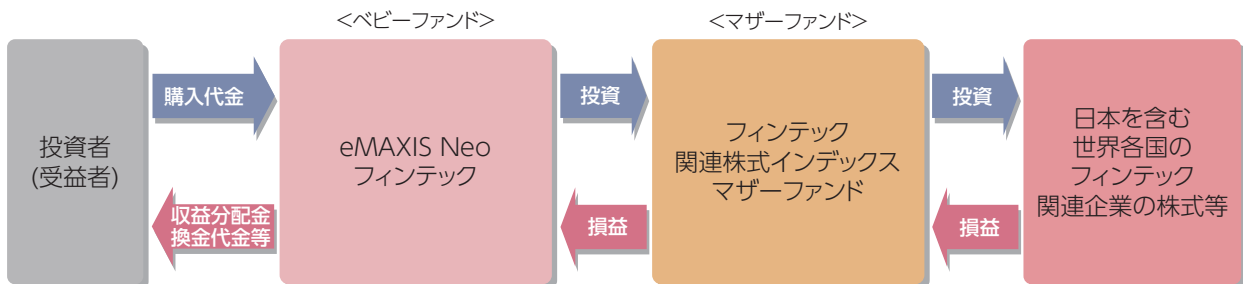 <ベビーファンド>
<マザーファンド>
投資者
(受益者)
購入代金
収益分配金
換金代金等
eMAXIS Neo
フィンテック
投資
損益
フィンテック
関連株式インデックス
マザーファンド
投資
損益
日本を含む
世界各国の
フィンテック
関連企業の株式等